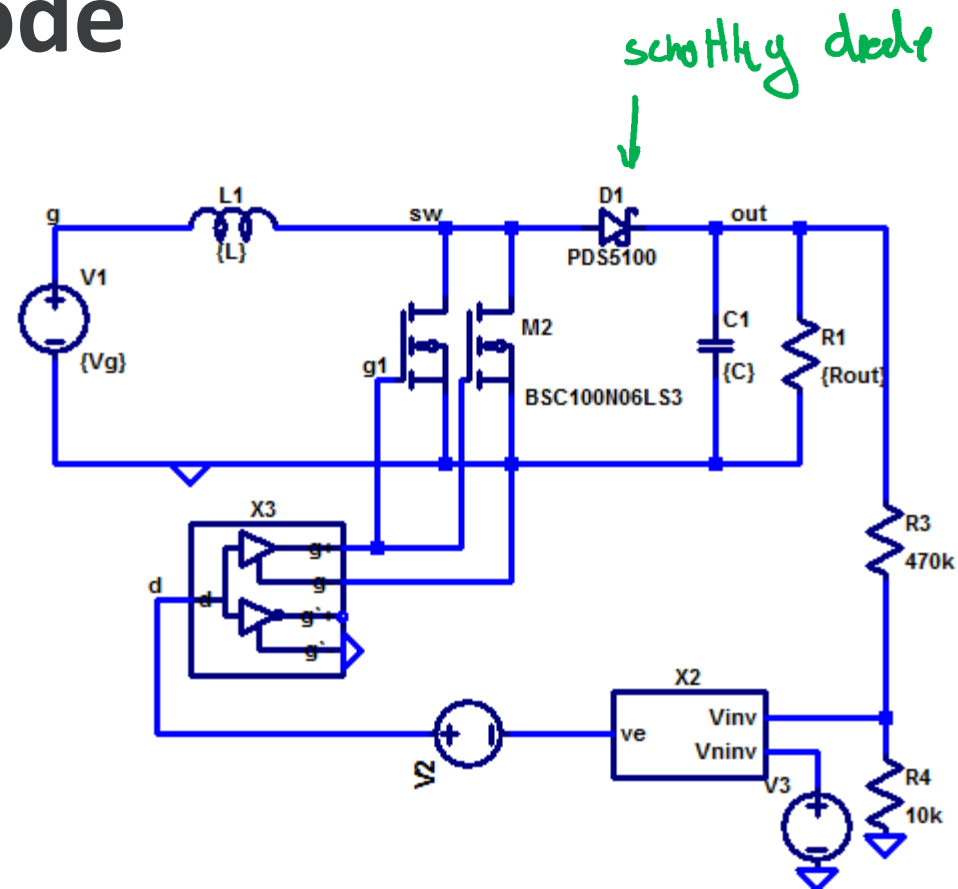 ode
schottky diode
L1
D1
g
sw
out
{L}
PDS5100
V1
M2
C1
R1
{Vg}
g1
{C}
{Rout}
BSC100N06LS3
X3
R3
g+
470k
d
g-
d
g`+
g`-
X2
Vinv
ve
Vninv
V2
V3
R4
10k